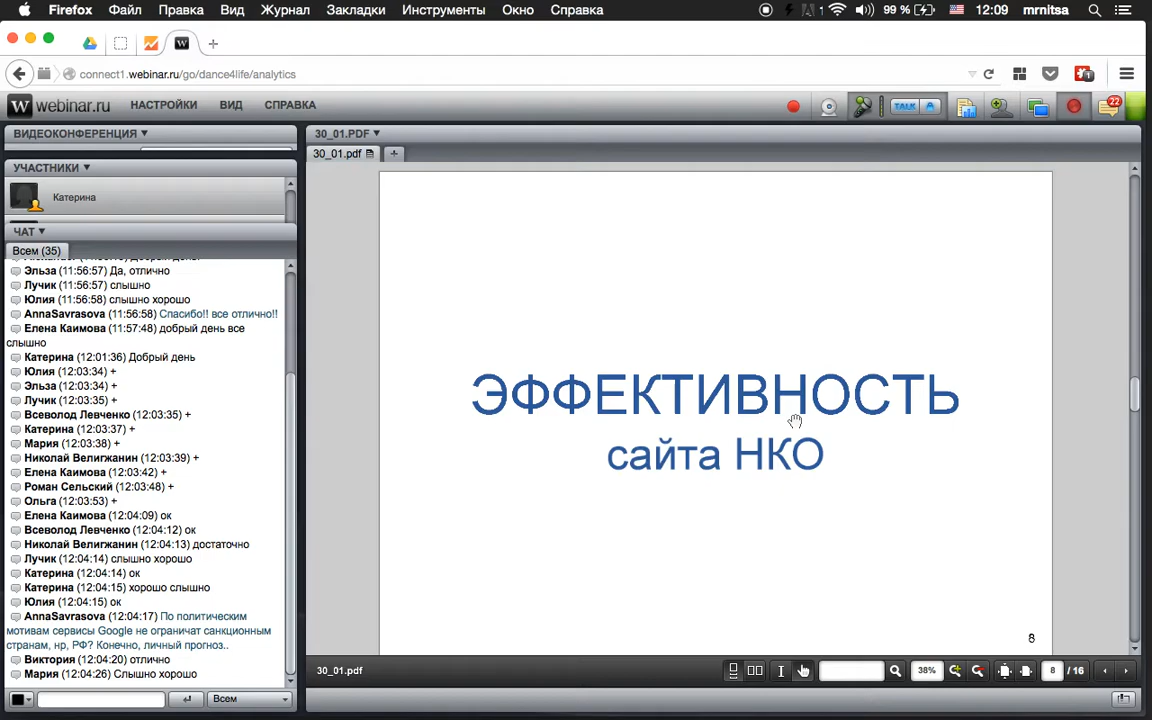 Firefox Файл Правка Вид Журнал Закладки Инструменты Окно Справка 1 99 % 12:09 mrnitsa
W
connect1.webinar.ru/go/dance4life/analytics 1
W webinar.ru НАСТРОЙКИ ВИД СПРАВКА TALK 22
ВИДЕОКОНФЕРЕНЦИЯ
УЧАСТНИКИ
Катерина
ЧАТ
Всем (35)
Эльза (11:56:57) Да, отлично
Лучик (11:56:57) слышно
Юлия (11:56:58) слышно хорошо
AnnaSavrasova (11:56:58) Спасибо!! все отлично!!
Елена Каимова (11:57:48) добрый день все
слышно
Катерина (12:01:36) Добрый день
Юлия (12:03:34) +
Эльза (12:03:34) +
Лучик (12:03:35) +
Всеволод Левченко (12:03:35) +
Катерина (12:03:37) +
Мария (12:03:38) +
Николай Велигжанин (12:03:39) +
Елена Каимова (12:03:42) +
Роман Сельский (12:03:48) +
Ольга (12:03:53) +
Елена Каимова (12:04:09) ок
Всеволод Левченко (12:04:12) ок
Николай Велигжанин (12:04:13) достаточно
Лучик (12:04:14) слышно хорошо
Катерина (12:04:14) ок
Катерина (12:04:15) хорошо слышно
Юлия (12:04:15) ок
AnnaSavrasova (12:04:17) По политическим
мотивам сервисы Google не ограничат санкционным
странам, нр, РФ? Конечно, личный прогноз..
Виктория (12:04:20) отлично
Мария (12:04:26) Слышно хорошо
Всем
30_01.PDF
30_01.pdf
ЭФФЕКТИВНОСТЬ
сайта НКО
8
30_01.pdf 38% 8 / 16